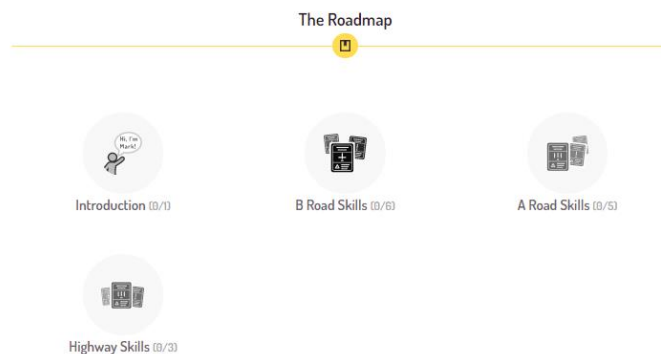 The Roadmap
Hi, I'm
Mark!
Introduction (0/1)
B Road Skills (0/6)
A Road Skills (0/5)
Highway Skills (0/3)